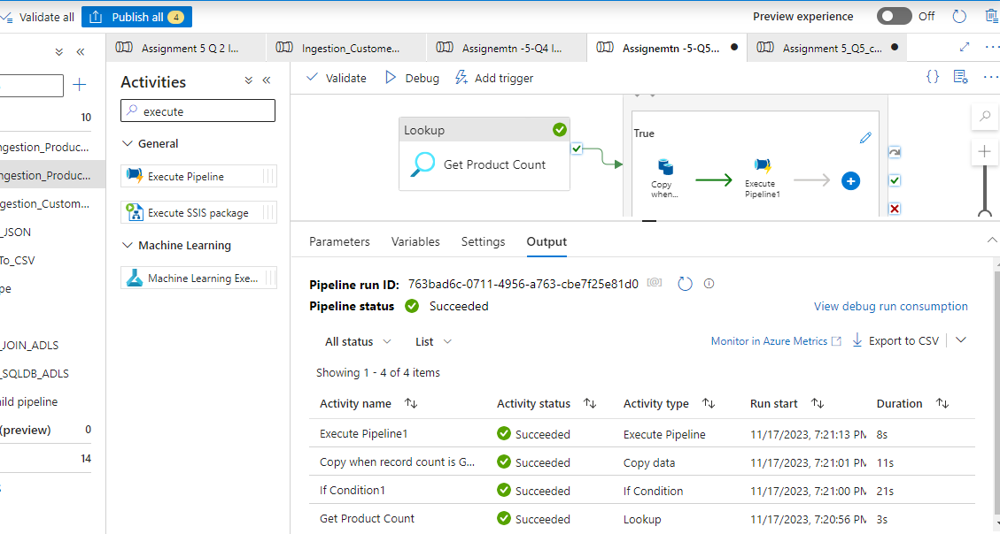 Validate all
Publish all 4
Preview experience
Off
Assignment 5 Q 2 I...
Ingestion_Custome...
Assignemtn -5-Q4 I...
Assignemtn -5-Q5...
Assignment 5_Q5_c...
10
ngestion_Produc...
ngestion_Produc...
ngestion_Custom...
_JSON
To_CSV
pe
_JOIN_ADLS
_SQLDB_ADLS
ild pipeline
(preview) 0
14
Activities
execute
General
Execute Pipeline
Execute SSIS package
Machine Learning
Machine Learning Exe...
Validate
Debug
Add trigger
{}
Lookup
Get Product Count
True
Copy
when...
Execute
Pipeline1
Parameters
Variables
Settings
Output
Pipeline run ID: 763bad6c-0711-4956-a763-cbe7f25e81d0 [@]
Pipeline status Succeeded
View debug run consumption
All status
List
Monitor in Azure Metrics
Export to CSV
Showing 1 - 4 of 4 items
Activity name Activity status Activity type Run start Duration
Execute Pipeline1 Succeeded Execute Pipeline 11/17/2023, 7:21:13 PM 8s
Copy when record count is G... Succeeded Copy data 11/17/2023, 7:21:01 PM 11s
If Condition1 Succeeded If Condition 11/17/2023, 7:21:00 PM 21s
Get Product Count Succeeded Lookup 11/17/2023, 7:20:56 PM 3s